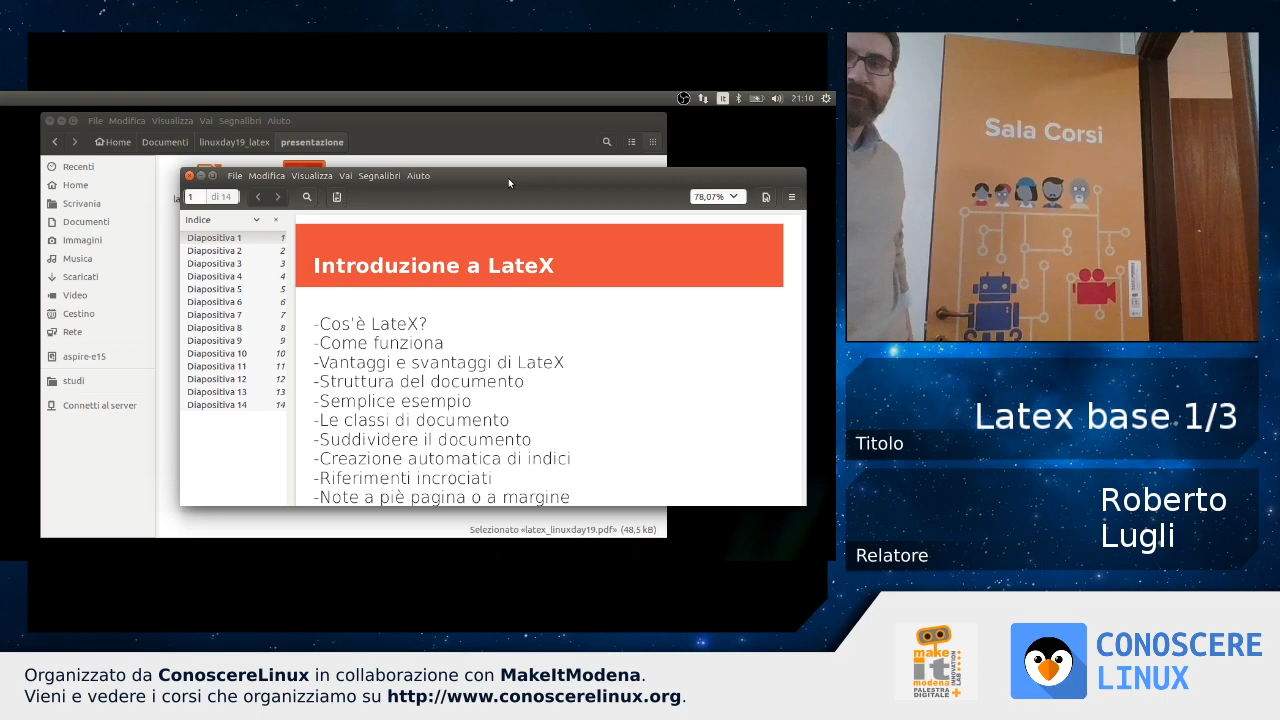 It
21:10
File Modifica Visualizza Vai Segnalibri Aiuto
Home Documenti linuxday19_latex presentazione
Recenti
Home
Scrivania
Documenti
Immagini
Musica
Scaricati
Video
Cestino
Rete
aspire-e15
studi
Connetti al server
File Modifica Visualizza Vai Segnalibri Aiuto
1 di 14
78,07%
Indice
Diapositiva 1 1
Diapositiva 2 2
Diapositiva 3 3
Diapositiva 4 4
Diapositiva 5 5
Diapositiva 6 6
Diapositiva 7 7
Diapositiva 8 8
Diapositiva 9 9
Diapositiva 10 10
Diapositiva 11 11
Diapositiva 12 12
Diapositiva 13 13
Diapositiva 14 14
Introduzione a LateX
-Cos'è LateX?
-Come funziona
-Vantaggi e svantaggi di LateX
-Struttura del documento
-Semplice esempio
-Le classi di documento
-Suddividere il documento
-Creazione automatica di indici
-Riferimenti incrociati
-Note a piè pagina o a margine
Selezionato «latex_linuxday19.pdf» (48,5 kB)
Sala Corsi
Latex base 1/3
Titolo
Roberto
Lugli
Relatore
make
it
modena
PALESTRA
DIGITALE
INNOVATION
LAB
CONOSCERE
LINUX
Organizzato da ConoscereLinux in collaborazione con MakeItModena.
Vieni e vedere i corsi che organizziamo su http://www.conoscerelinux.org.